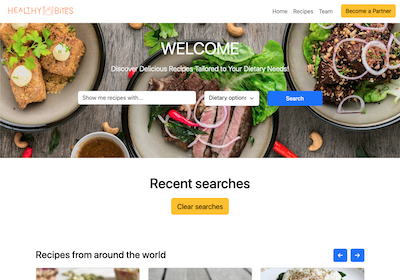 HEALTHY BITES
Home Recipes Team Become a Partner
WELCOME
Discover Delicious Recipes Tailored to Your Dietary Needs!
Show me recipes with... Dietary options Search
Recent searches
Clear searches
Recipes from around the world